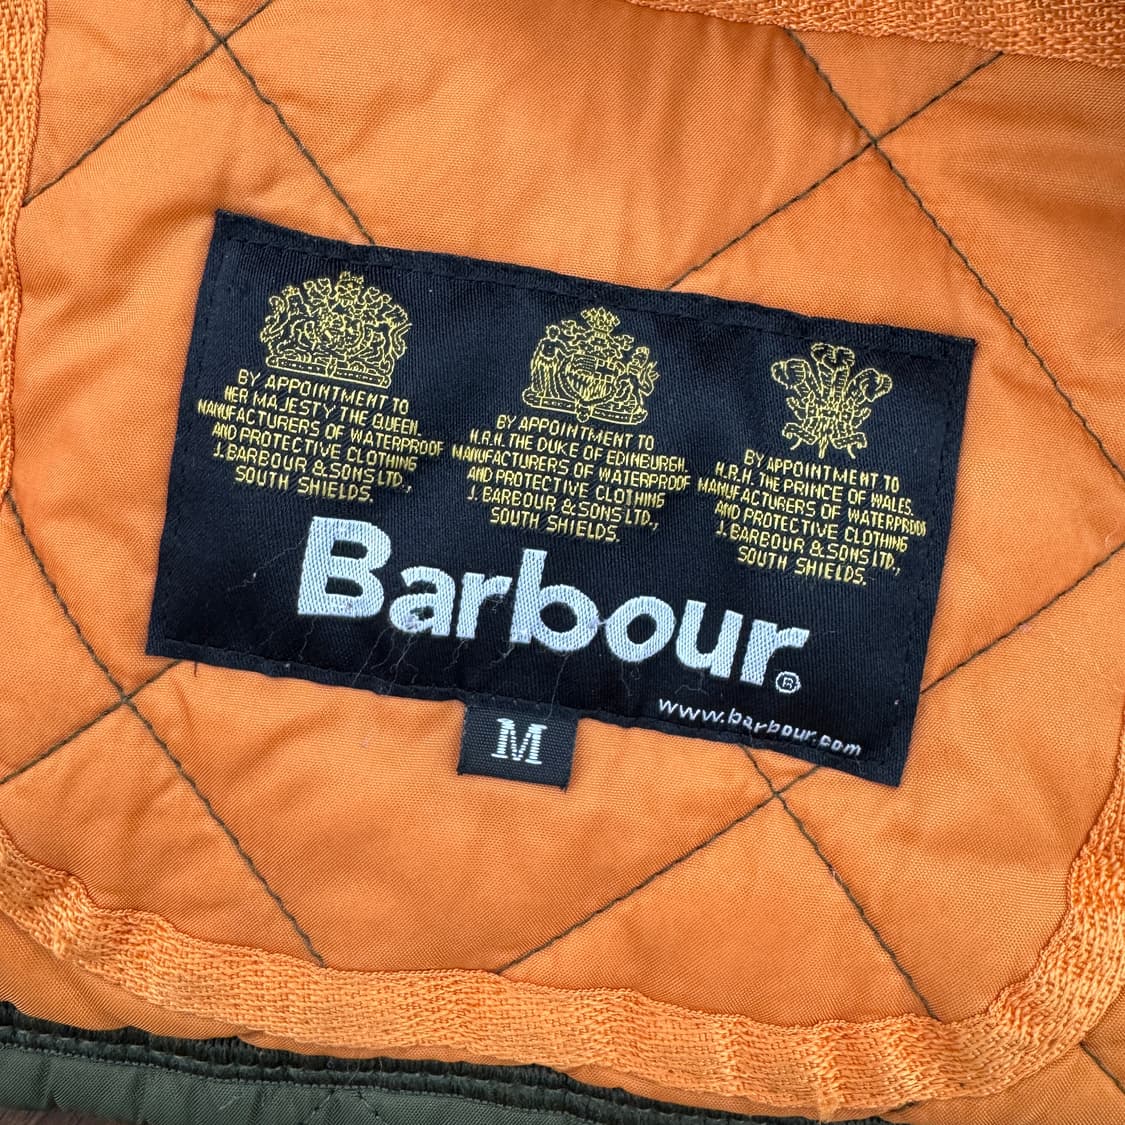 BY APPOINTMENT TO
HER MAJESTY THE QUEEN.
MANUFACTURERS OF WATERPROOF
AND PROTECTIVE CLOTHING
J.BARBOUR & SONS LTD.,
SOUTH SHIELDS.
BY APPOINTMENT TO
H.R.H. THE DUKE OF EDINBURGH.
MANUFACTURERS OF WATERPROOF
AND PROTECTIVE CLOTHING
J.BARBOUR & SONS LTD.,
SOUTH SHIELDS.
BY APPOINTMENT TO
H.R.H. THE PRINCE OF WALES.
MANUFACTURERS OF WATERPROOF
AND PROTECTIVE CLOTHING
J.BARBOUR & SONS LTD.,
SOUTH SHIELDS.
Barbour®
www.barbour.com
M